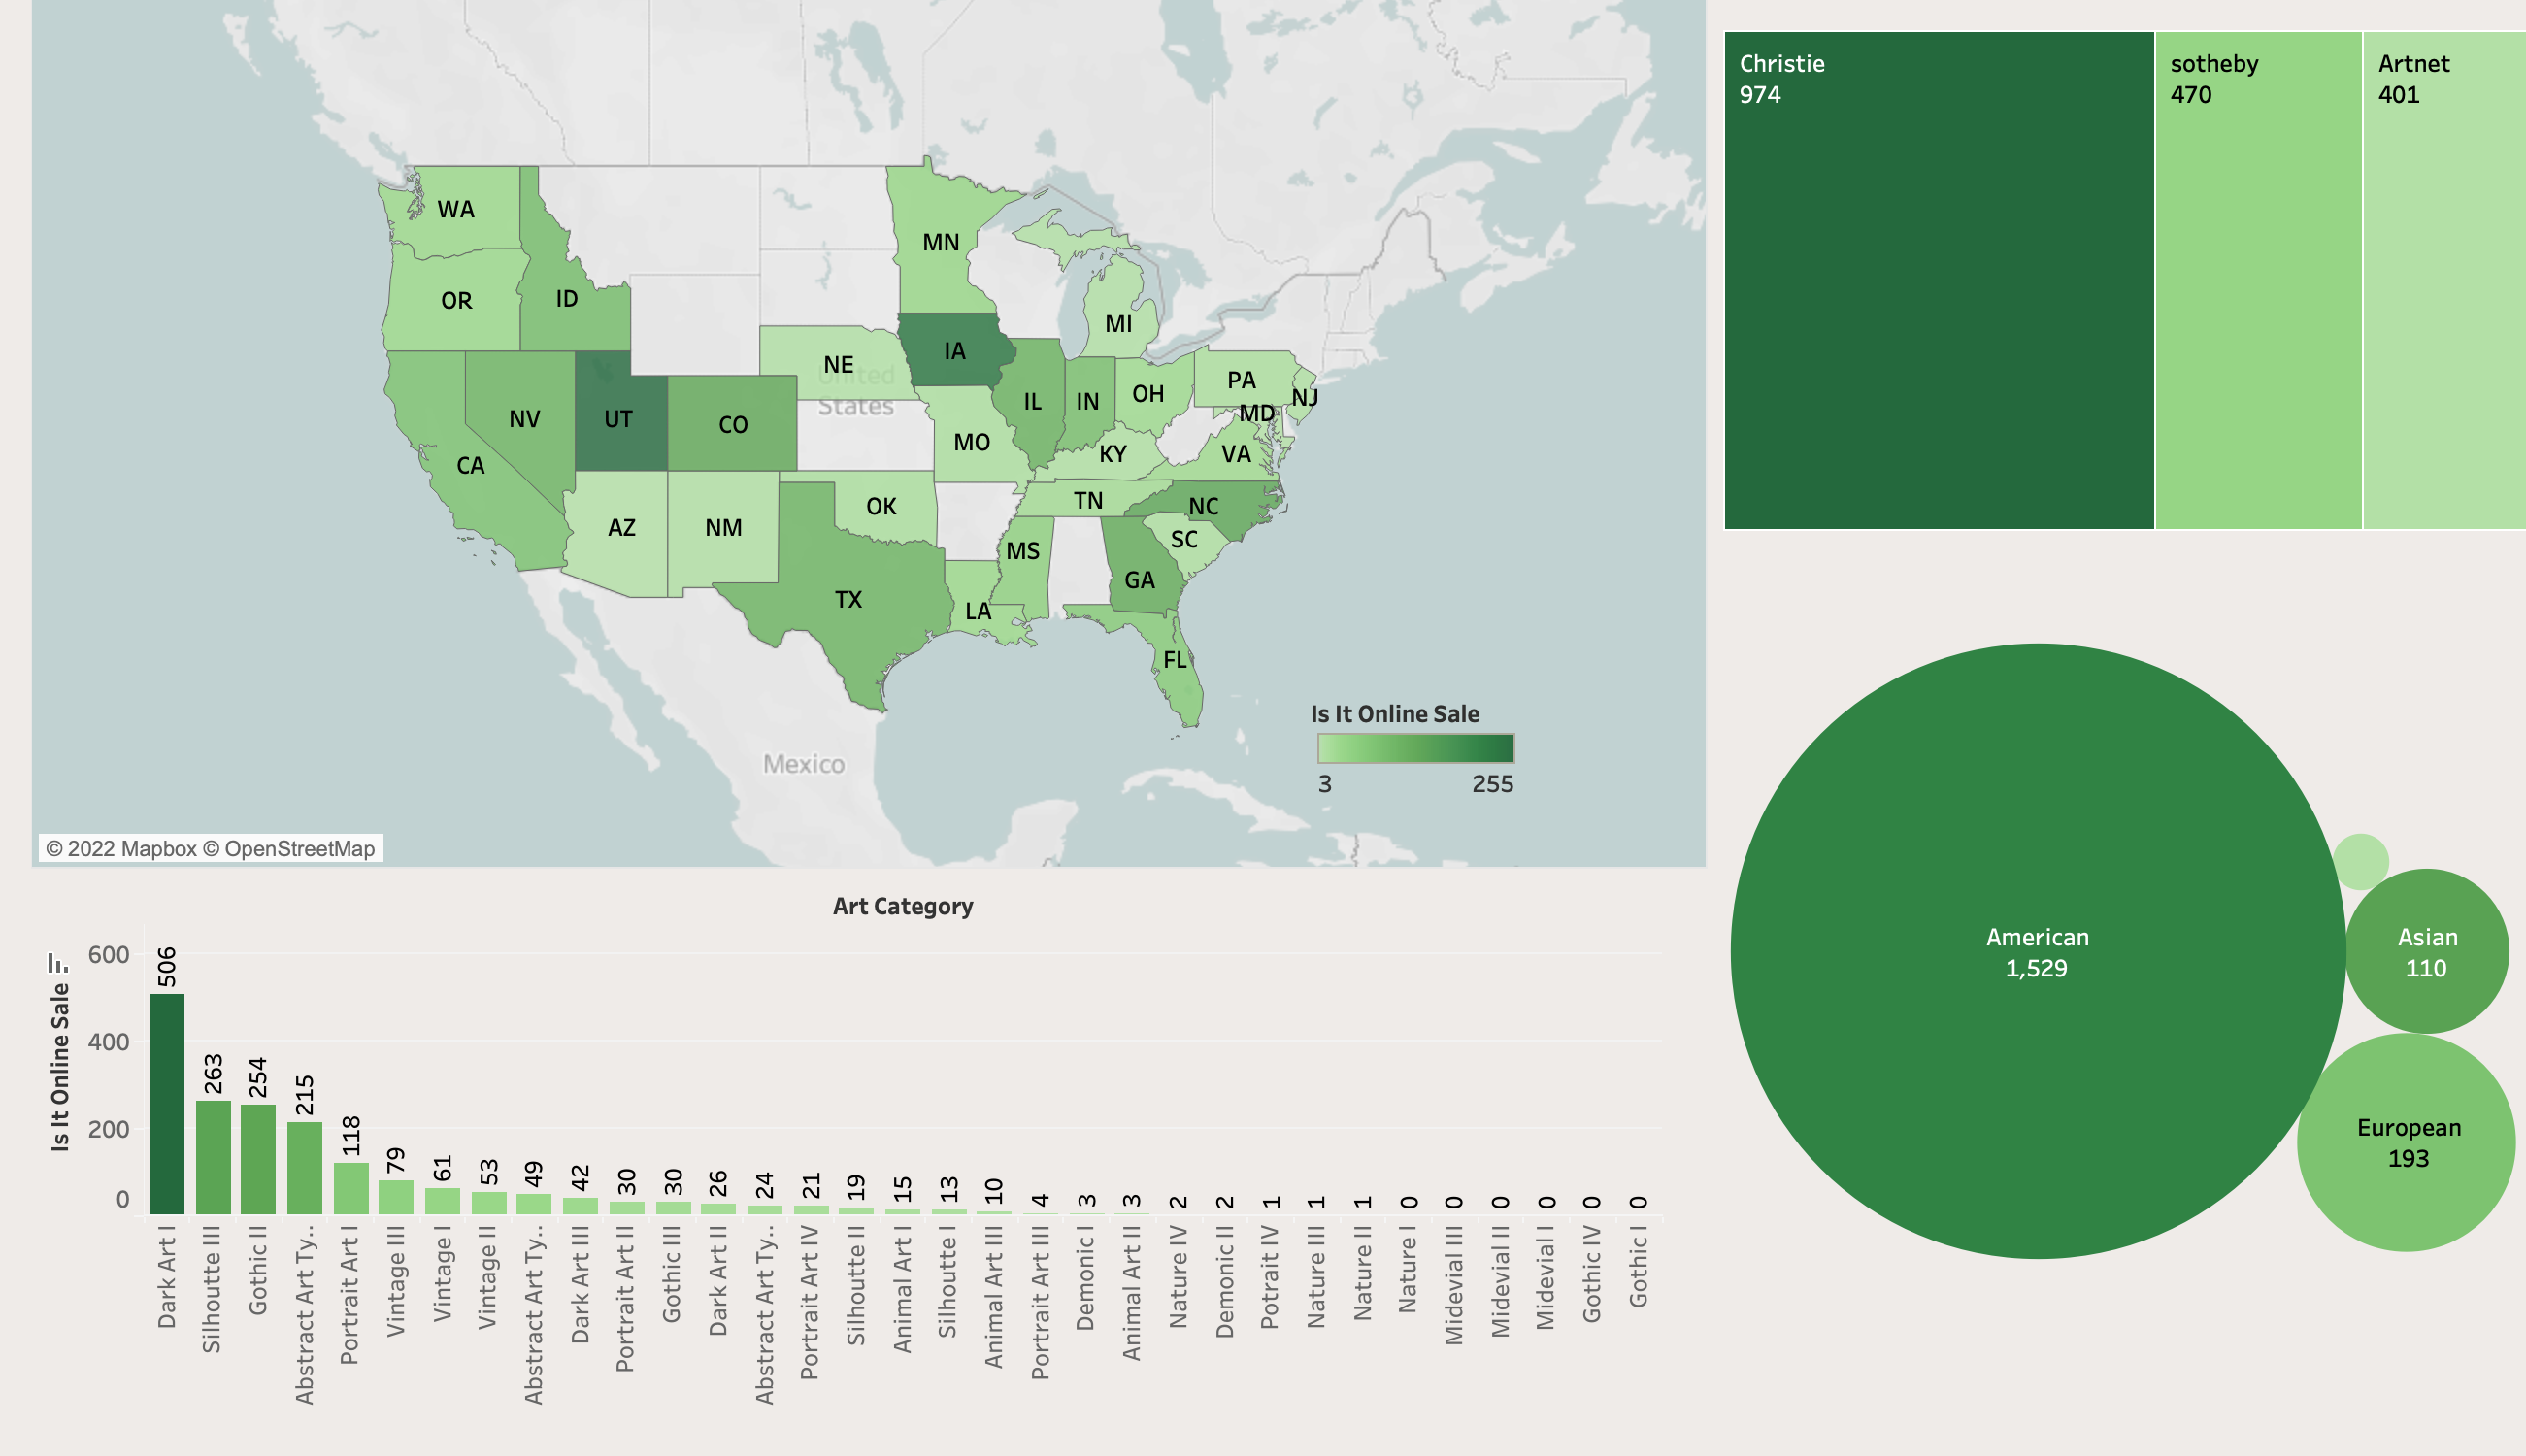 WA
MN
OR
ID
MI
IA
NE
United
States
PA
NJ
OH
IL
IN
MD
NV
UT
CO
MO
KY
VA
CA
TN
NC
OK
AZ
NM
SC
MS
GA
TX
LA
FL
Is It Online Sale
3 255
Mexico
© 2022 Mapbox © OpenStreetMap
Christie
974
sotheby
470
Artnet
401
American
1,529
Asian
110
European
193
Art Category
Is It Online Sale
600
400
200
0
506
263
254
215
118
79
61
53
49
42
30
30
26
24
21
19
15
13
10
4
3
3
2
2
1
1
1
0
0
0
0
0
0
Dark Art I
Silhoutte III
Gothic II
Abstract Art Ty..
Portrait Art I
Vintage III
Vintage I
Vintage II
Abstract Art Ty..
Dark Art III
Portrait Art II
Gothic III
Dark Art II
Abstract Art Ty..
Portrait Art IV
Silhoutte II
Animal Art I
Silhoutte I
Animal Art III
Portrait Art III
Demonic I
Animal Art II
Nature IV
Demonic II
Potrait IV
Nature III
Nature II
Nature I
Midevial III
Midevial II
Midevial I
Gothic IV
Gothic I